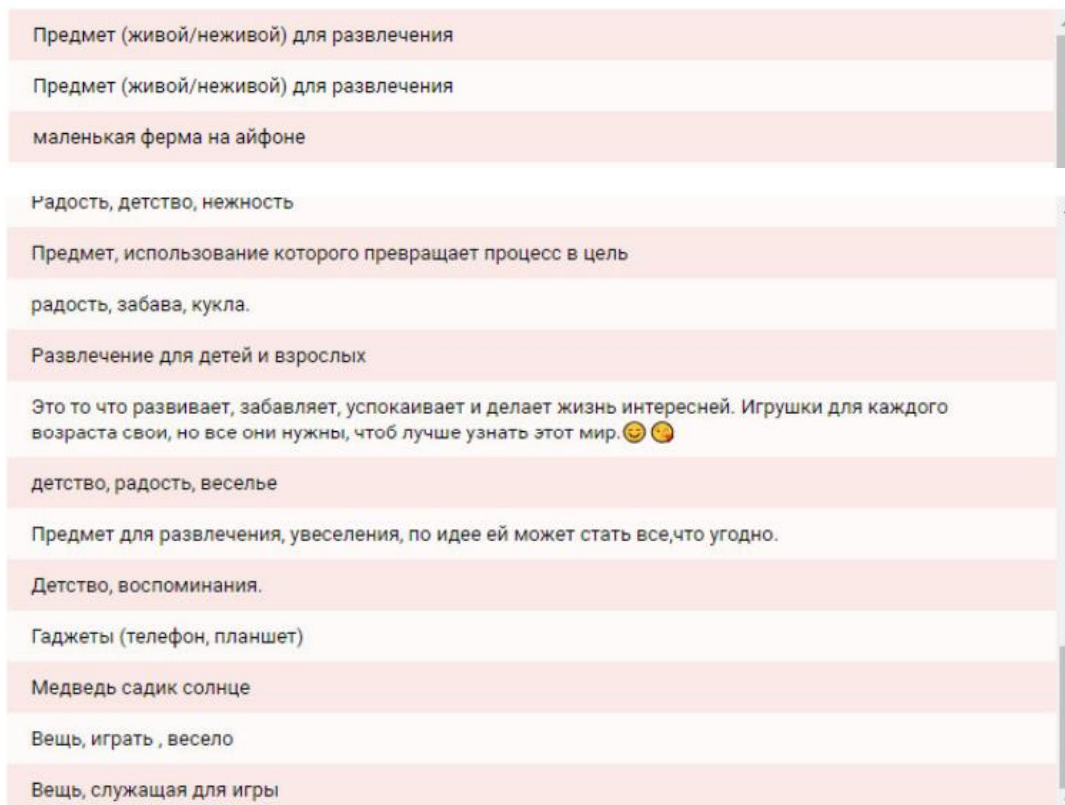 Предмет (живой/неживой) для развлечения
Предмет (живой/неживой) для развлечения
маленькая ферма на айфоне
Радость, детство, нежность
Предмет, использование которого превращает процесс в цель
радость, забава, кукла.
Развлечение для детей и взрослых
Это то что развивает, забавляет, успокаивает и делает жизнь интересней. Игрушки для каждого
возраста свои, но все они нужны, чтоб лучше узнать этот мир.😊😘
детство, радость, веселье
Предмет для развлечения, увеселения, по идее ей может стать все,что угодно.
Детство, воспоминания.
Гаджеты (телефон, планшет)
Медведь садик солнце
Вещь, играть , весело
Вещь, служащая для игры